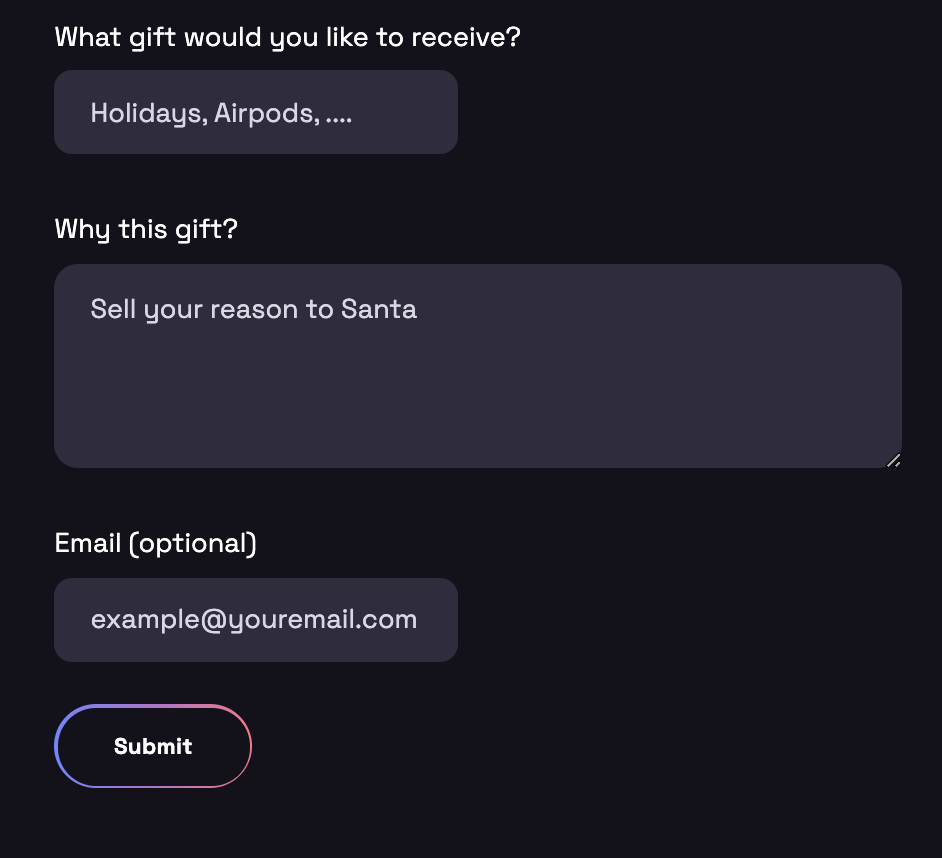 What gift would you like to receive?
Holidays, Airpods, ....
Why this gift?
Sell your reason to Santa
Email (optional)
example@youremail.com
Submit